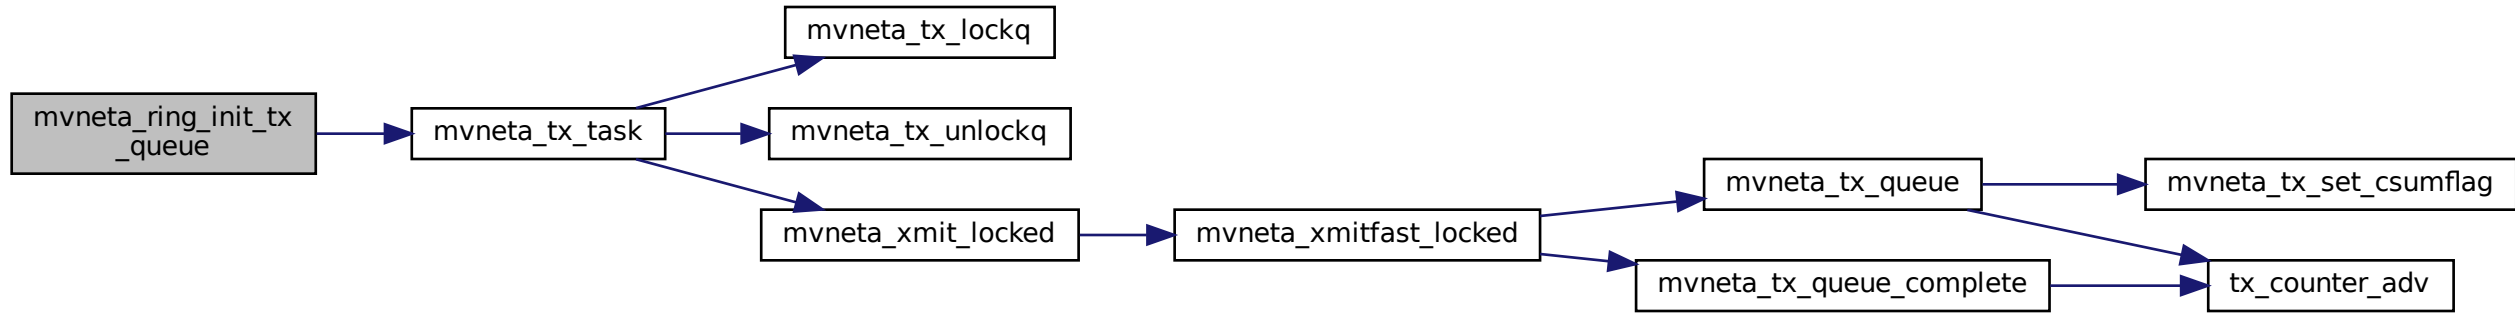 mvneta_ring_init_tx
_queue
mvneta_tx_task
mvneta_tx_lockq
mvneta_tx_unlockq
mvneta_xmit_locked
mvneta_xmitfast_locked
mvneta_tx_queue
mvneta_tx_queue_complete
mvneta_tx_set_csumflag
tx_counter_adv